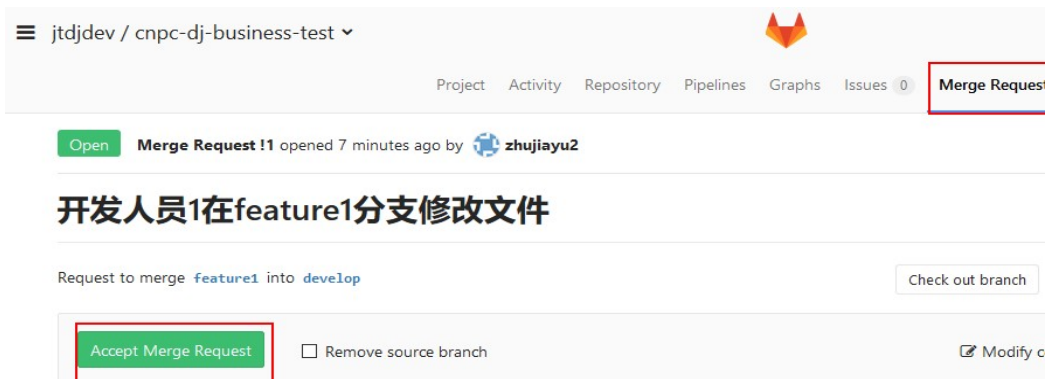 jtdjdev / cnpc-dj-business-test
Project Activity Repository Pipelines Graphs Issues 0 Merge Request
Open Merge Request !1 opened 7 minutes ago by zhujiayu2
开发人员1在feature1分支修改文件
Request to merge feature1 into develop Check out branch
Accept Merge Request Remove source branch Modify c